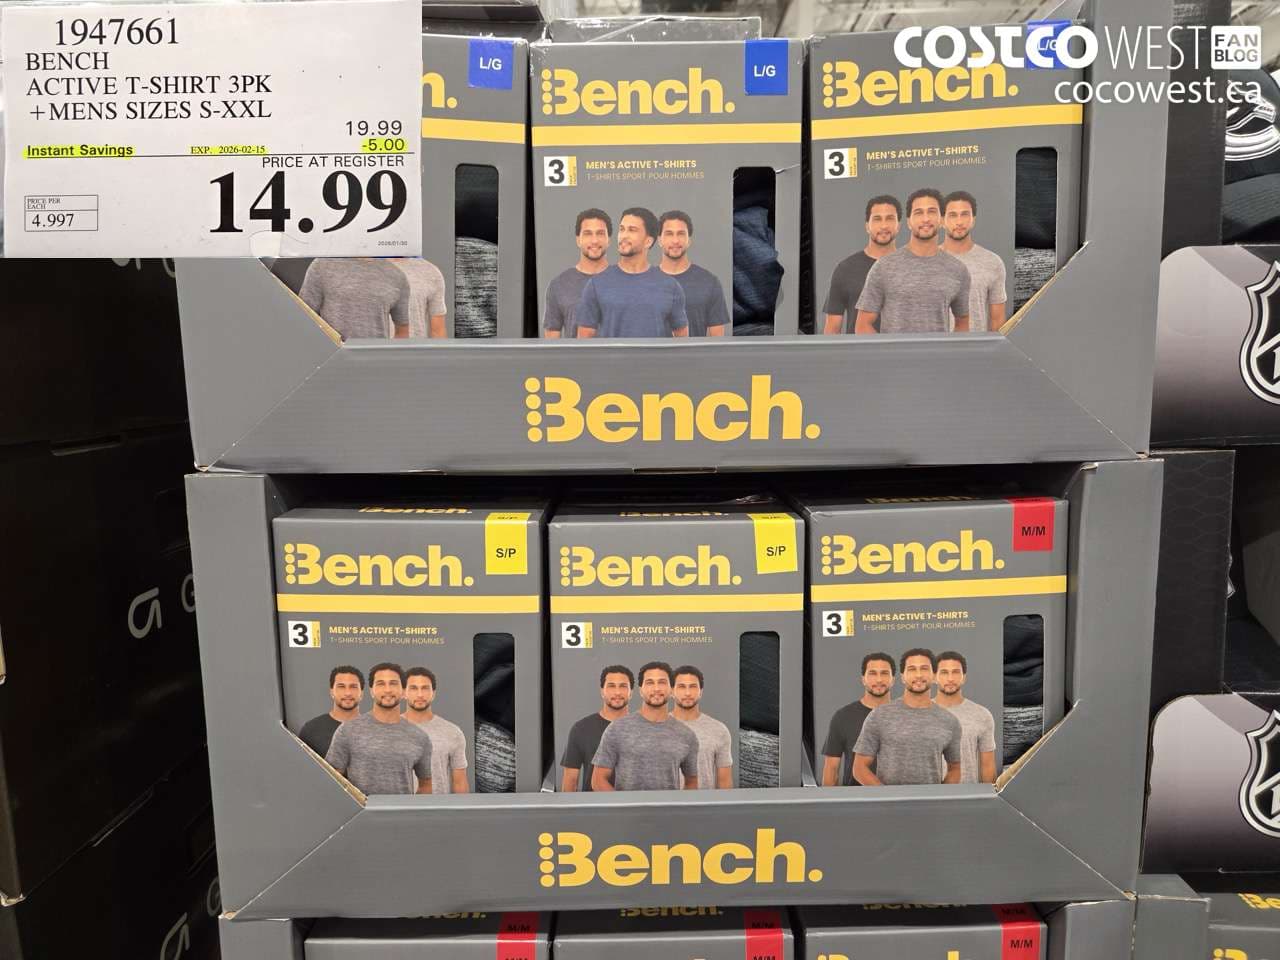 1947661
BENCH
ACTIVE T-SHIRT 3PK
+MENS SIZES S-XXL
19.99
Instant Savings EXP. 2026-02-15 -5.00
PRICE AT REGISTER
14.99
PRICE PER
EACH
4.997
2026/01/30
COSTCO WEST FAN BLOG
cocowest.ca
L/G
L/G
Bench.
L/G
Bench.
3
MEN'S ACTIVE T-SHIRTS
T-SHIRTS SPORT POUR HOMMES
3
MEN'S ACTIVE T-SHIRTS
T-SHIRTS SPORT POUR HOMMES
Bench.
S/P
Bench.
3
MEN'S ACTIVE T-SHIRTS
T-SHIRTS SPORT POUR HOMMES
S/P
Bench.
3
MEN'S ACTIVE T-SHIRTS
T-SHIRTS SPORT POUR HOMMES
M/M
Bench.
3
MEN'S ACTIVE T-SHIRTS
T-SHIRTS SPORT POUR HOMMES
Bench.
M/M
M/M
M/M
M/M